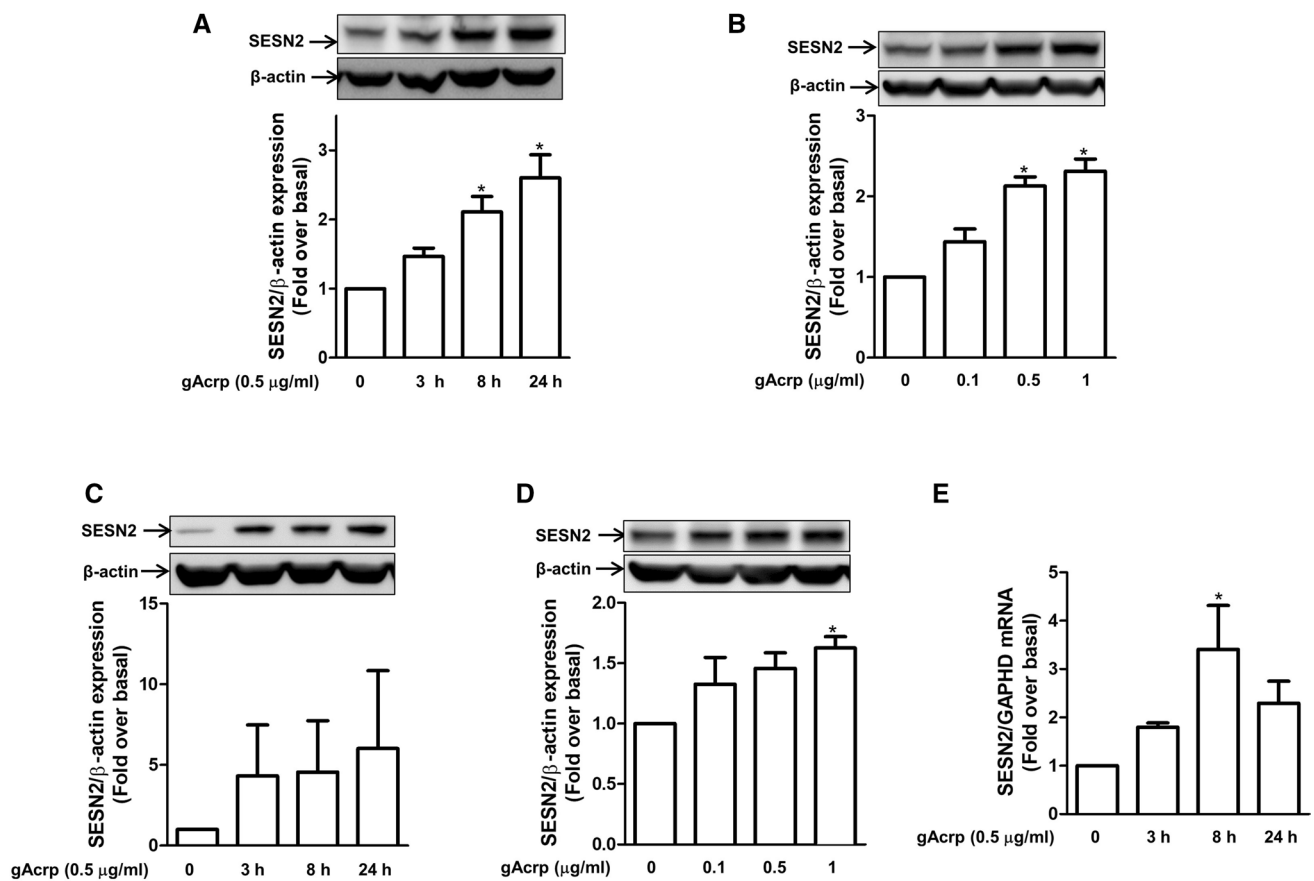 A
SESN2
β-actin
SESN2/β-actin expression
(Fold over basal)
3
2
1
0
*
*
gAcrp (0.5 μg/ml) 0 3 h 8 h 24 h
B
SESN2
β-actin
SESN2/β-actin expression
(Fold over basal)
3
2
1
0
*
*
gAcrp (μg/ml) 0 0.1 0.5 1
C
SESN2
β-actin
SESN2/β-actin expression
(Fold over basal)
15
10
5
0
gAcrp (0.5 μg/ml) 0 3 h 8 h 24 h
D
SESN2
β-actin
SESN2/β-actin expression
(Fold over basal)
2.0
1.5
1.0
0.5
0.0
*
gAcrp (μg/ml) 0 0.1 0.5 1
E
SESN2/GAPHD mRNA
(Fold over basal)
5
4
3
2
1
0
*
gAcrp (0.5 μg/ml) 0 3 h 8 h 24 h